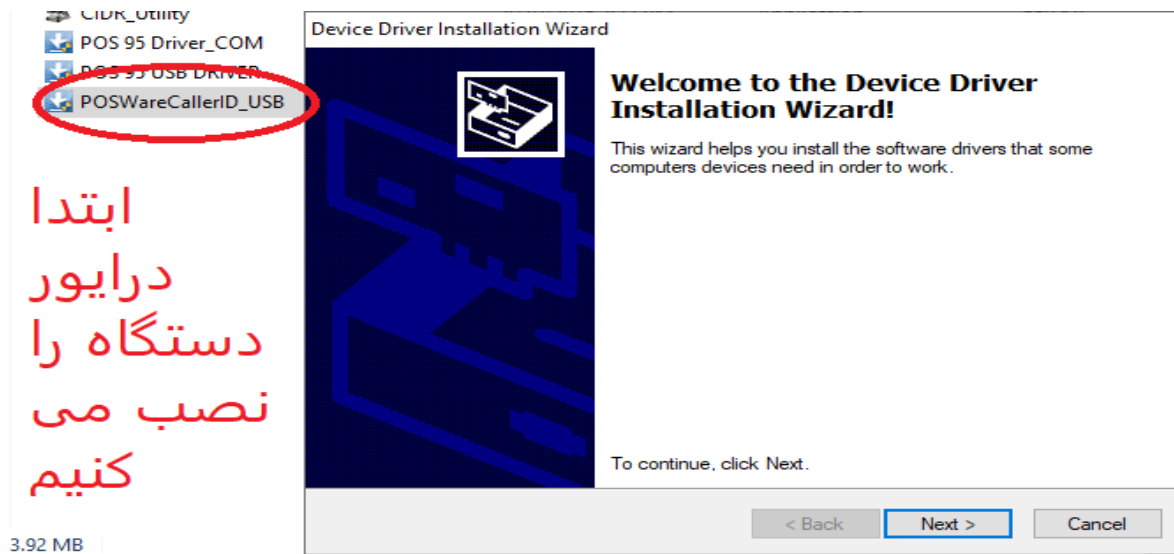 CIDR_Utility
POS 95 Driver_COM
POS 95 USB DRIVER
POSWareCallerID_USB
ابتدا
درایور
دستگاه را
نصب می
کنیم
3.92 MB
Device Driver Installation Wizard
Welcome to the Device Driver
Installation Wizard!
This wizard helps you install the software drivers that some
computers devices need in order to work.
To continue, click Next.
< Back
Next >
Cancel